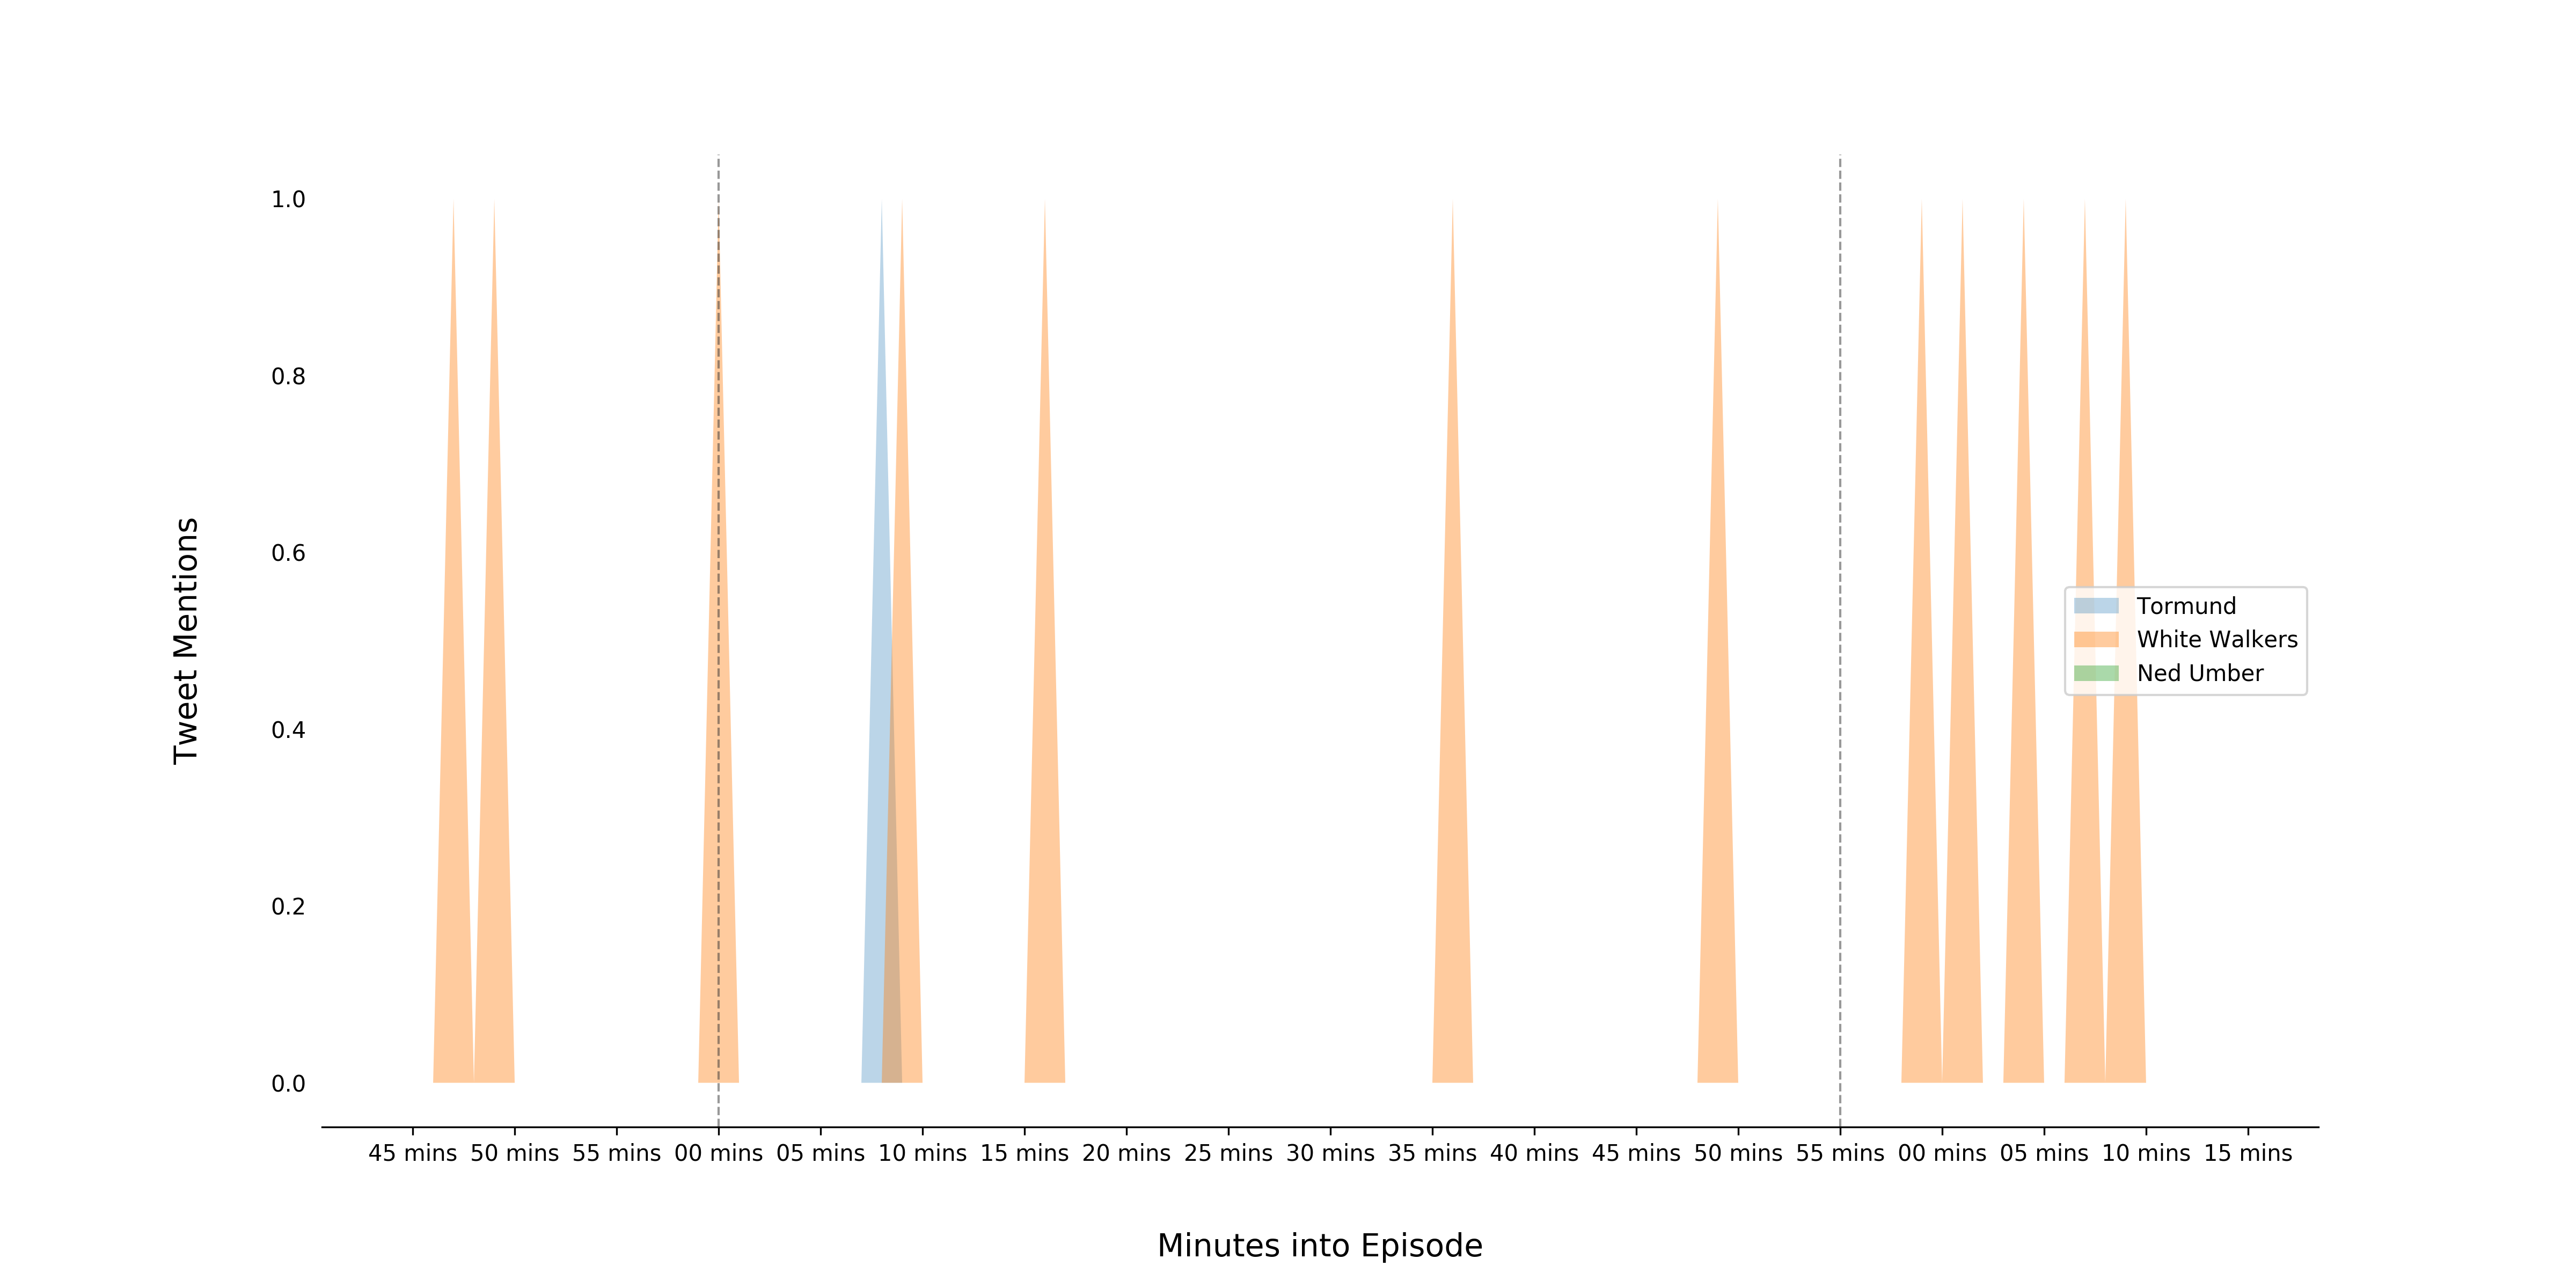 1.0
0.8
0.6
0.4
0.2
0.0
Tweet Mentions
Tormund
White Walkers
Ned Umber
45 mins 50 mins 55 mins 00 mins 05 mins 10 mins 15 mins 20 mins 25 mins 30 mins 35 mins 40 mins 45 mins 50 mins 55 mins 00 mins 05 mins 10 mins 15 mins
Minutes into Episode